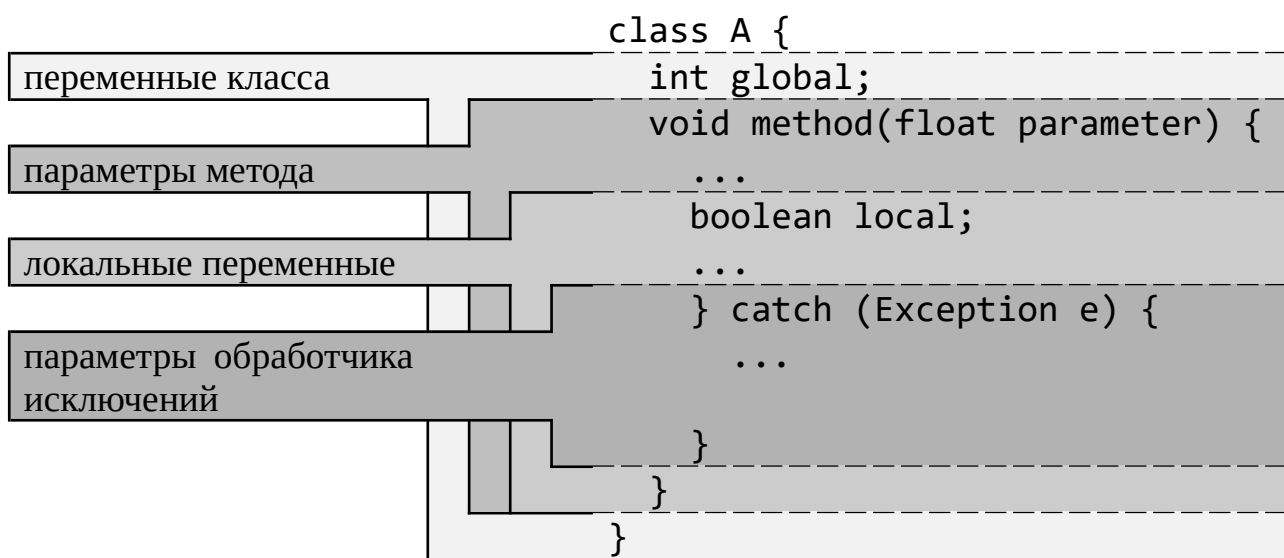 class A {
переменные класса int global;
void method(float parameter) {
параметры метода ...
boolean local;
локальные переменные ...
} catch (Exception e) {
параметры обработчика ...
исключений
}
}
}